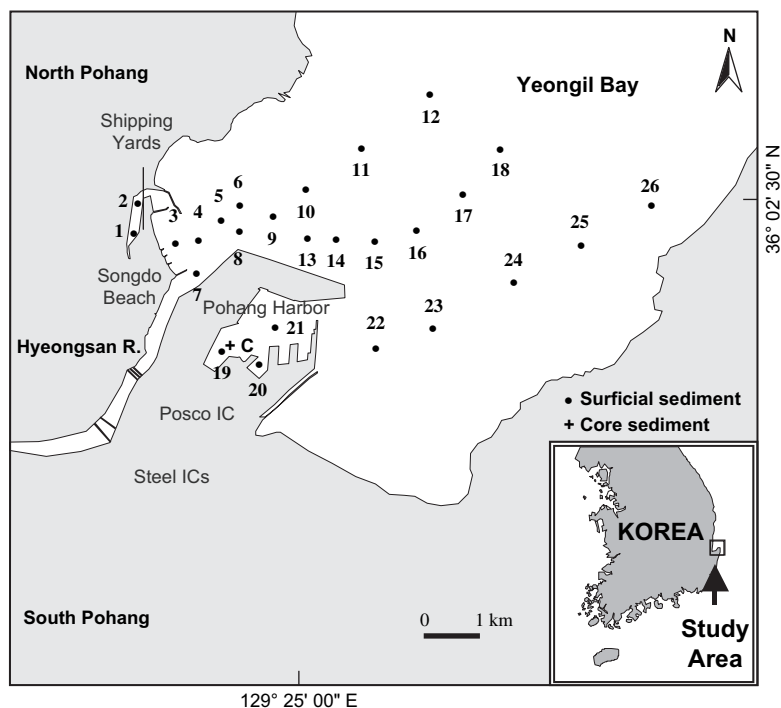 N
North Pohang
Yeongil Bay
Shipping
Yards
12
11
18
36° 02' 30" N
2
3
4
5
6
10
17
26
1
9
25
8
13
14
15
16
Songdo
Beach
7
24
Pohang Harbor
23
21
22
Hyeongsan R.
+ C
19
20
Posco IC
• Surficial sediment
+ Core sediment
Steel ICs
KOREA
South Pohang
0 1 km
Study
Area
129° 25' 00" E